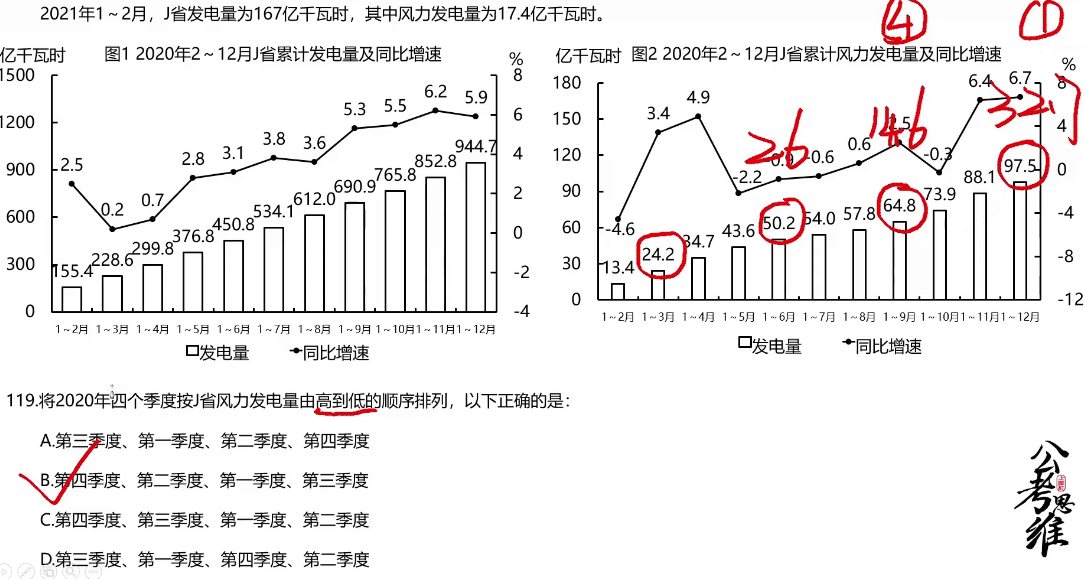 2021年1～2月，J省发电量为167亿千瓦时，其中风力发电量为17.4亿千瓦时。
④ ①
亿千瓦时 图1 2020年2～12月J省累计发电量及同比增速 %
1500 1200 900 600 300 0
8 6 4 2 0 -2 -4
2.5 0.2 0.7 2.8 3.1 3.8 3.6 5.3 5.5 6.2 5.9
155.4 228.6 299.8 376.8 450.8 534.1 612.0 690.9 765.8 852.8 944.7
1～2月 1～3月 1～4月 1～5月 1～6月 1～7月 1～8月 1～9月 1～10月 1～11月 1～12月
发电量 同比增速
亿千瓦时 图2 2020年2～12月J省累计风力发电量及同比增速 %
180 150 120 90 60 30 0
8 4 0 -4 -8 -12
-4.6 3.4 4.9 -2.2 0.9 -0.6 0.6 -0.3 6.4 6.7
26 146 327
13.4 24.2 34.7 43.6 50.2 54.0 57.8 64.8 73.9 88.1 97.5
1～2月 1～3月 1～4月 1～5月 1～6月 1～7月 1～8月 1～9月 1～10月 1～11月 1～12月
发电量 同比增速
119.将2020年四个季度按J省风力发电量由高到低的顺序排列，以下正确的是：
A.第三季度、第一季度、第二季度、第四季度
B.第四季度、第二季度、第一季度、第三季度
C.第四季度、第三季度、第一季度、第二季度
D.第三季度、第一季度、第四季度、第二季度
公考思维